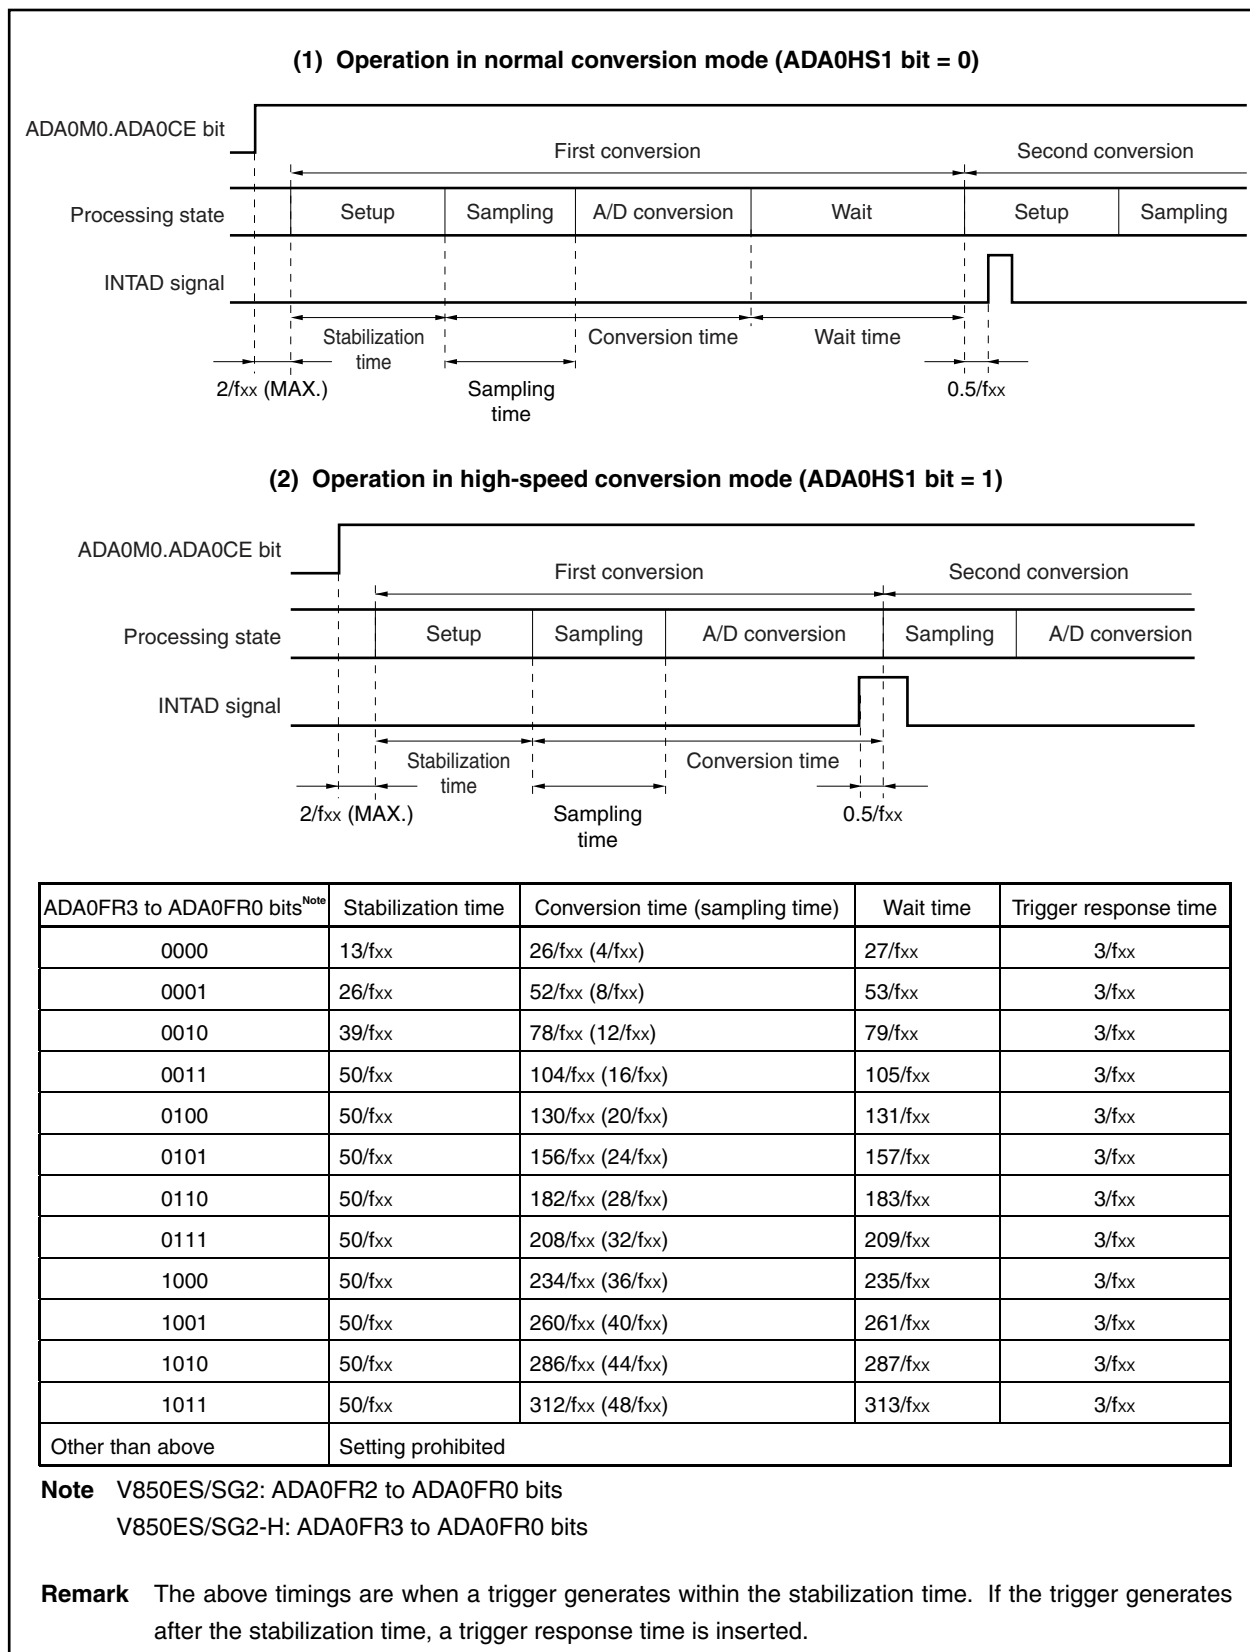 (1) Operation in normal conversion mode (ADA0HS1 bit = 0)
ADA0M0.ADA0CE bit
First conversion
Second conversion
Processing state
Setup
Sampling
A/D conversion
Wait
Setup
Sampling
INTAD signal
Stabilization time
Conversion time
Wait time
2/fxx (MAX.)
Sampling time
0.5/fxx
(2) Operation in high-speed conversion mode (ADA0HS1 bit = 1)
ADA0M0.ADA0CE bit
First conversion
Second conversion
Processing state
Setup
Sampling
A/D conversion
Sampling
A/D conversion
INTAD signal
Stabilization time
Conversion time
2/fxx (MAX.)
Sampling time
0.5/fxx
ADA0FR3 to ADA0FR0 bits Note Stabilization time Conversion time (sampling time) Wait time Trigger response time
0000 13/fxx 26/fxx (4/fxx) 27/fxx 3/fxx
0001 26/fxx 52/fxx (8/fxx) 53/fxx 3/fxx
0010 39/fxx 78/fxx (12/fxx) 79/fxx 3/fxx
0011 50/fxx 104/fxx (16/fxx) 105/fxx 3/fxx
0100 50/fxx 130/fxx (20/fxx) 131/fxx 3/fxx
0101 50/fxx 156/fxx (24/fxx) 157/fxx 3/fxx
0110 50/fxx 182/fxx (28/fxx) 183/fxx 3/fxx
0111 50/fxx 208/fxx (32/fxx) 209/fxx 3/fxx
1000 50/fxx 234/fxx (36/fxx) 235/fxx 3/fxx
1001 50/fxx 260/fxx (40/fxx) 261/fxx 3/fxx
1010 50/fxx 286/fxx (44/fxx) 287/fxx 3/fxx
1011 50/fxx 312/fxx (48/fxx) 313/fxx 3/fxx
Other than above Setting prohibited
Note V850ES/SG2: ADA0FR2 to ADA0FR0 bits
V850ES/SG2-H: ADA0FR3 to ADA0FR0 bits
Remark The above timings are when a trigger generates within the stabilization time. If the trigger generates
after the stabilization time, a trigger response time is inserted.